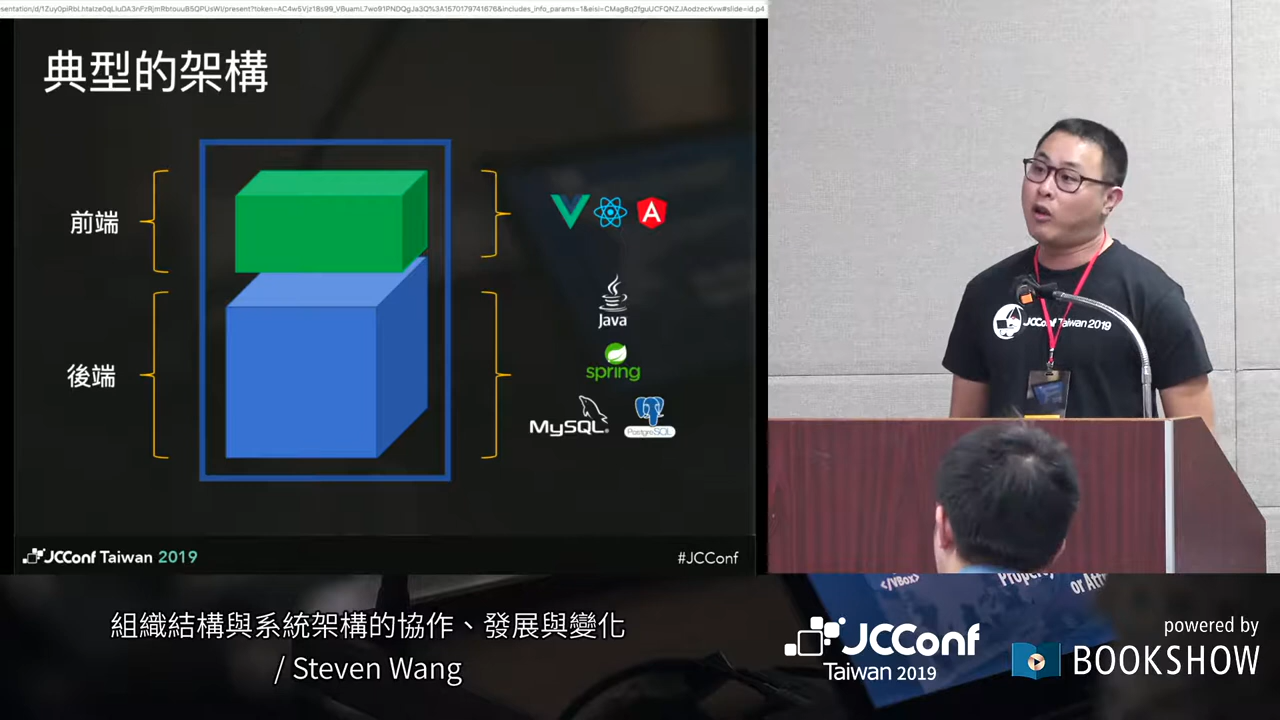 典型的架構
前端
後端
Java
spring
MySQL
PostgreSQL
JCConf Taiwan 2019
#JCConf
JCConf Taiwan 2019
</VBox>
組織結構與系統架構的協作、發展與變化
/ Steven Wang
JCConf
Taiwan 2019
powered by
BOOKSHOW